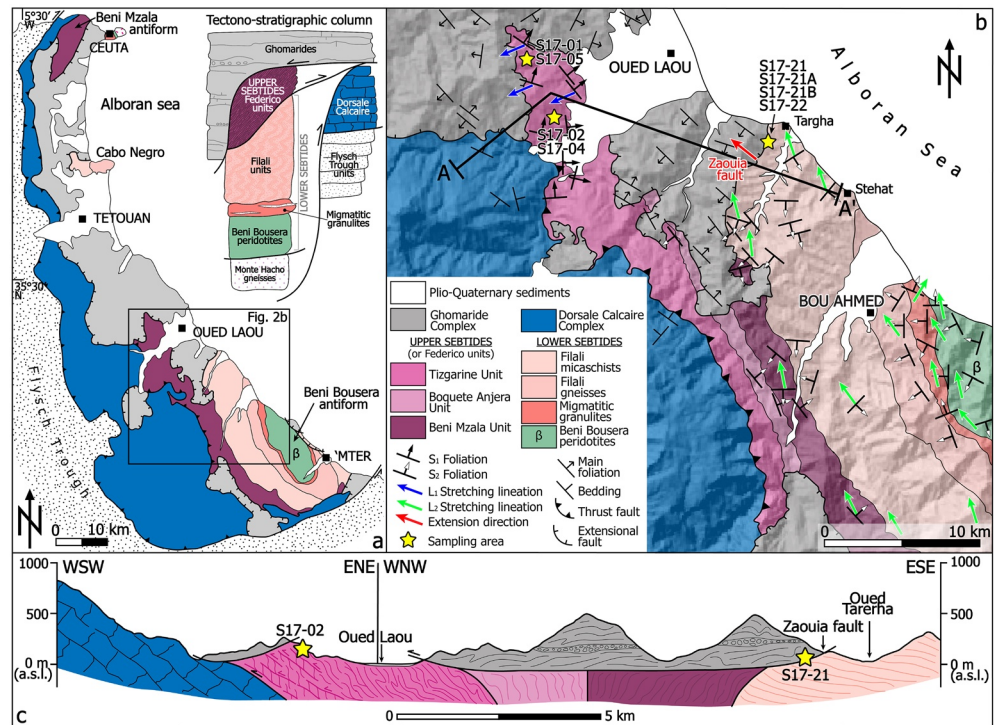 5°30'
W
Beni Mzala
antiform
CEUTA
Alboran sea
Cabo Negro
TETOUAN
35°30'
N
Fig. 2b
OUED LAOU
Beni Bousera
antiform
β
'MTER
Flysch Trough
N
0 10 km
a
Tectono-stratigraphic column
Ghomarides
UPPER
SEBTIDES
Federico
units
Dorsale
Calcaire
Filali
units
LOWER SEBTIDES
Flysch
Trough
units
Migmatitic
granulites
Beni Bousera
peridotites
Monte Hacho
gneisses
b
S17-01
S17-05
OUED LAOU
S17-02
S17-04
A
S17-21
S17-21A
S17-21B
S17-22
Targha
Zaouia
fault
Stehat
A'
Alboran Sea
N
BOU AHMED
β
0 10 km
Plio-Quaternary sediments
Ghomaride
Complex
Dorsale Calcaire
Complex
UPPER SEBTIDES
(or Federico units)
Tizgarine Unit
Boquete Anjera
Unit
Beni Mzala Unit
LOWER SEBTIDES
Filali
micaschists
Filali
gneisses
Migmatitic
granulites
β
Beni Bousera
peridotites
S1 Foliation
S2 Foliation
L1 Stretching lineation
L2 Stretching lineation
Extension direction
Sampling area
Main
foliation
Bedding
Thrust fault
Extensional
fault
1000
WSW
ENE
WNW
ESE
1000
500
500
0 m
(a.s.l.)
0 m
(a.s.l.)
S17-02
Oued Laou
Oued
Tarerha
Zaouia fault
S17-21
0 5 km
c